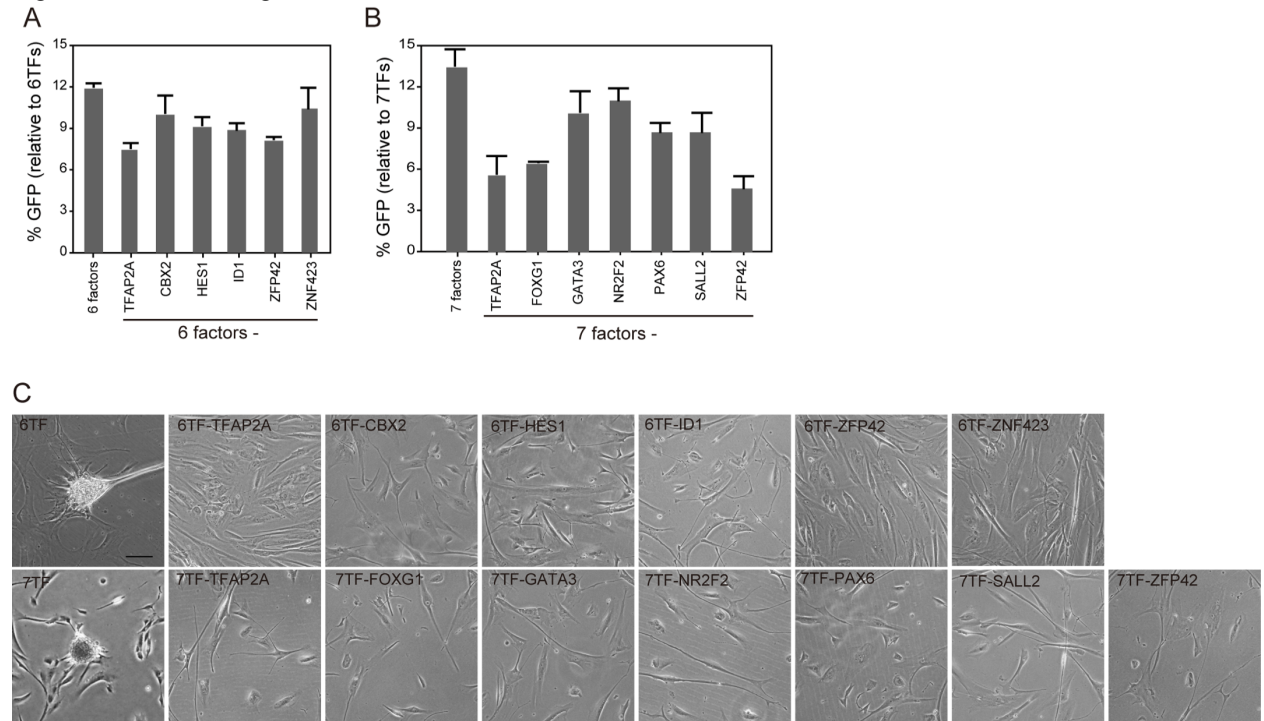 A
B
% GFP (relative to 6TFs)
15
12
9
6
3
0
6 factors
TFAP2A
CBX2
HES1
ID1
ZFP42
ZNF423
6 factors -
% GFP (relative to 7TFs)
15
12
9
6
3
0
7 factors
TFAP2A
FOXG1
GATA3
NR2F2
PAX6
SALL2
ZFP42
7 factors -
C
6TF
6TF-TFAP2A
6TF-CBX2
6TF-HES1
6TF-ID1
6TF-ZFP42
6TF-ZNF423
7TF
7TF-TFAP2A
7TF-FOXG1
7TF-GATA3
7TF-NR2F2
7TF-PAX6
7TF-SALL2
7TF-ZFP42